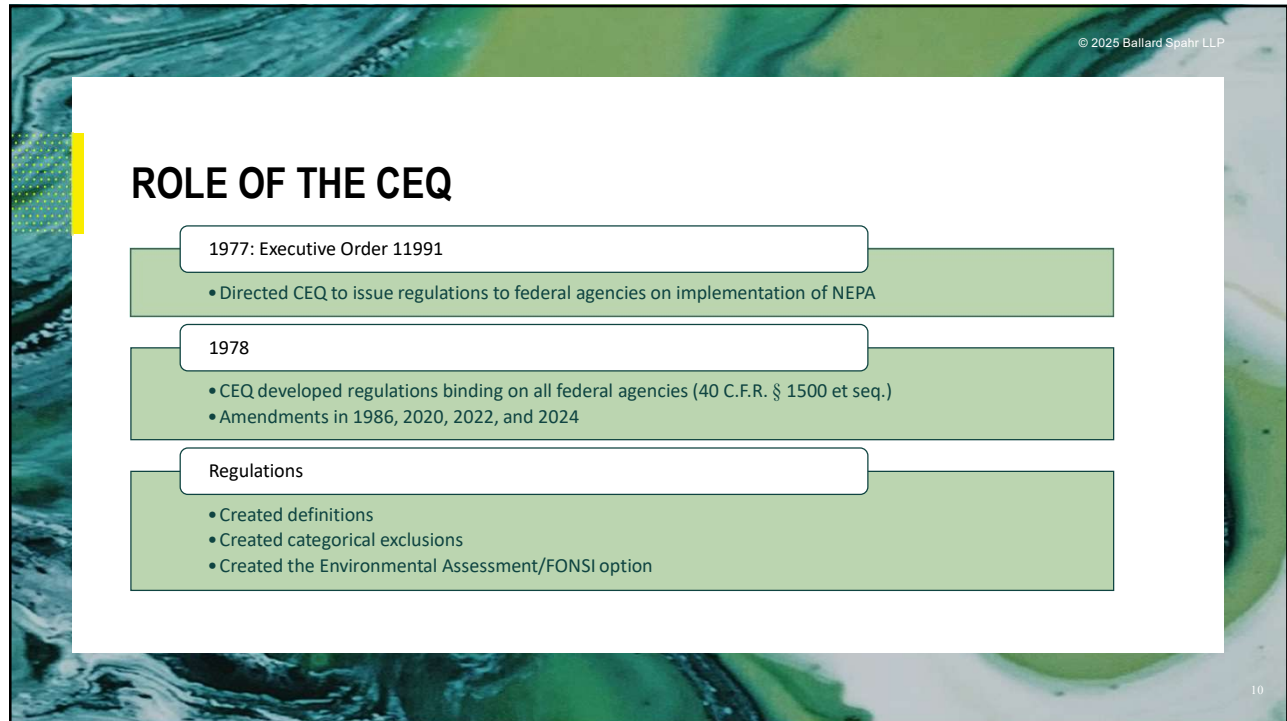 © 2025 Ballard Spahr LLP
ROLE OF THE CEQ
1977: Executive Order 11991
•Directed CEQ to issue regulations to federal agencies on implementation of NEPA
1978
•CEQ developed regulations binding on all federal agencies (40 C.F.R. § 1500 et seq.)
•Amendments in 1986, 2020, 2022, and 2024
Regulations
•Created definitions
•Created categorical exclusions
•Created the Environmental Assessment/FONSI option
10